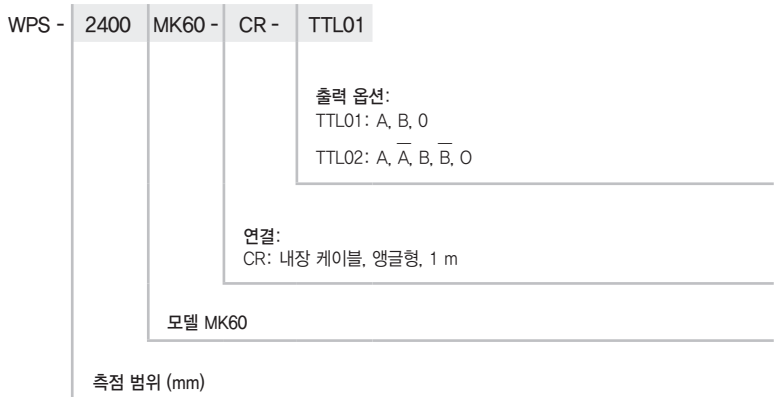 WPS - 2400 MK60 - CR - TTL01
출력 옵션:
TTL01: A, B, 0
TTL02: A, A̅, B, B̅, O
연결:
CR: 내장 케이블, 앵글형, 1 m
모델 MK60
측점 범위 (mm)